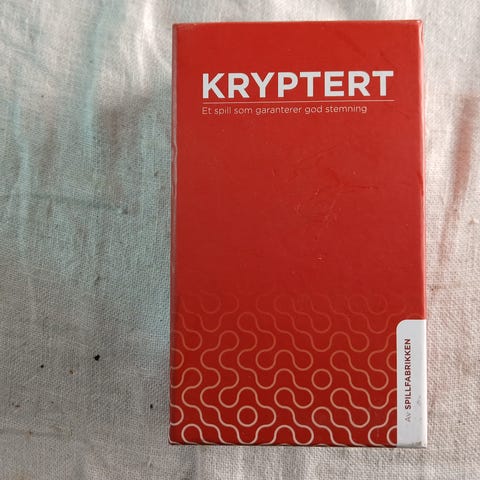 KRYPTERT
Et spill som garanterer god stemning
Av SPILLFABRIKKEN